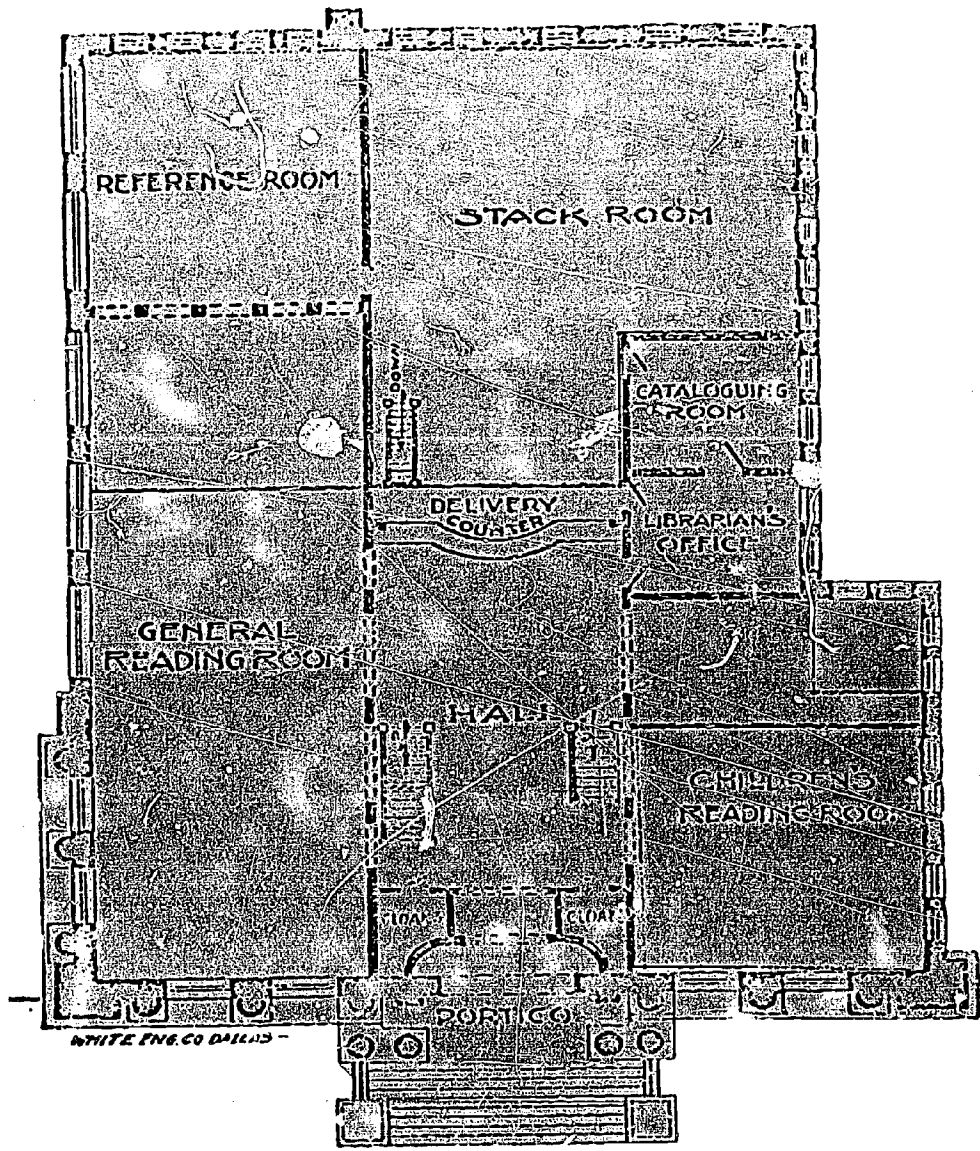 REFERENCE ROOM
STACK ROOM
CATALOGUING
ROOM
DELIVERY
COUNTER
LIBRARIAN'S
OFFICE
GENERAL
READING ROOM
HALL
CHILDREN'S
READING ROOM
CLOAK
CLOAK
PORTICO
WHITE ENG. CO DALLAS -